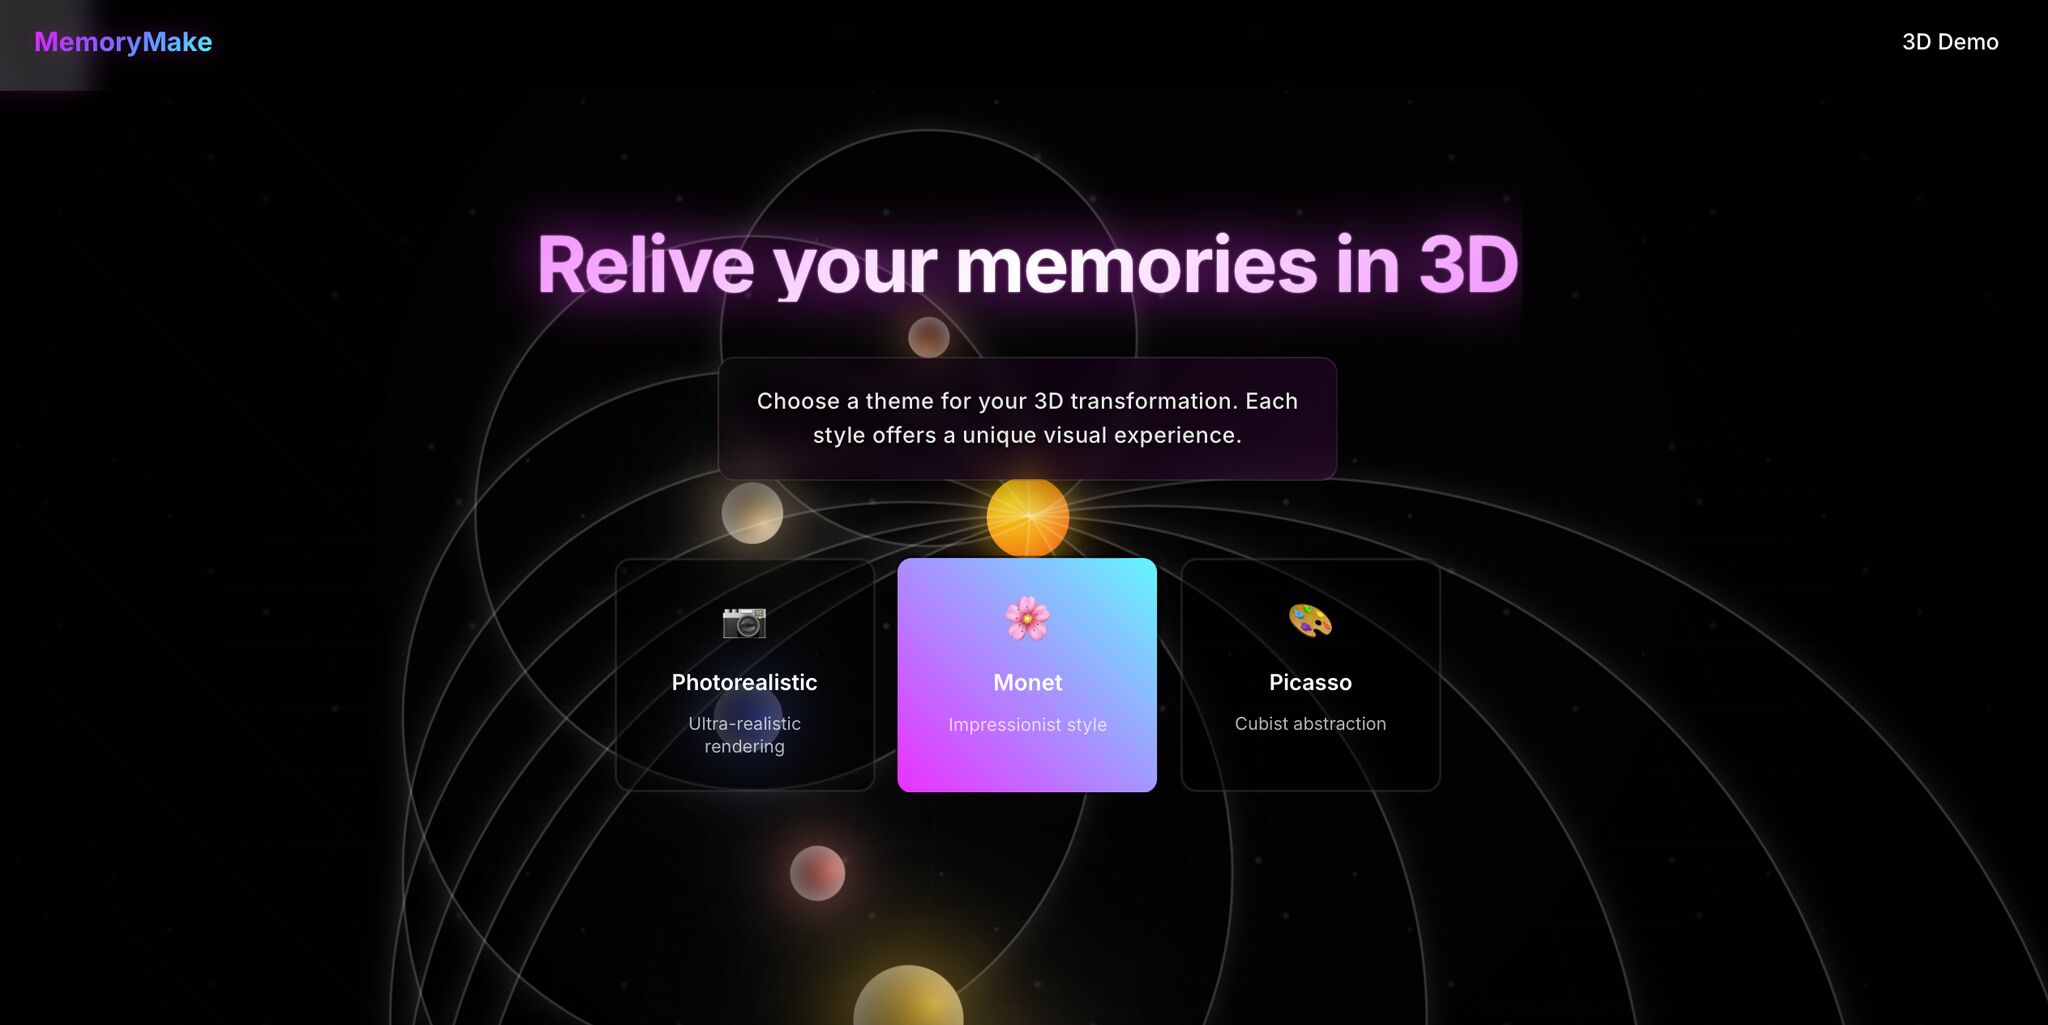 MemoryMake
3D Demo
Relive your memories in 3D
Choose a theme for your 3D transformation. Each
style offers a unique visual experience.
Photorealistic
Ultra-realistic
rendering
Monet
Impressionist style
Picasso
Cubist abstraction